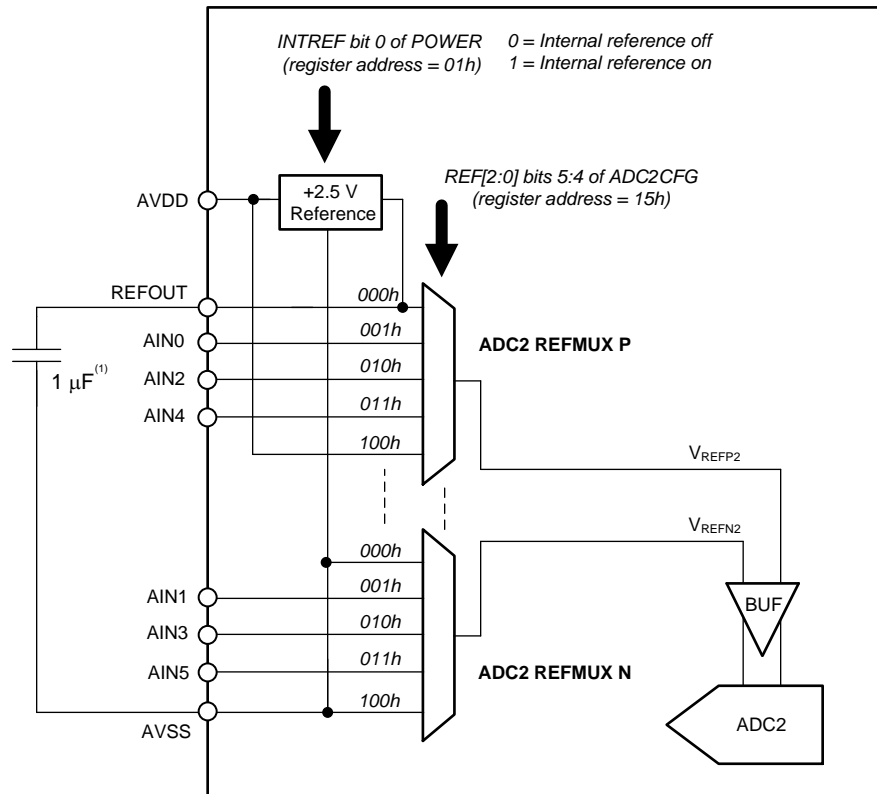 INTREF bit 0 of POWER
(register address = 01h)
0 = Internal reference off
1 = Internal reference on
REF[2:0] bits 5:4 of ADC2CFG
(register address = 15h)
AVDD
+2.5 V
Reference
REFOUT
000h
AIN0
001h
ADC2 REFMUX P
1 μF(1)
AIN2
010h
AIN4
011h
100h
VREFP2
VREFN2
000h
AIN1
001h
BUF
AIN3
010h
AIN5
011h
ADC2 REFMUX N
100h
AVSS
ADC2